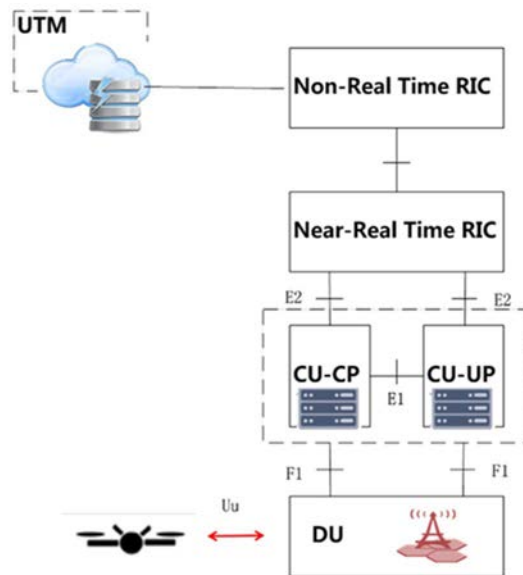 UTM
Non-Real Time RIC
Near-Real Time RIC
E2
E2
CU-CP
CU-UP
E1
F1
F1
Uu
DU